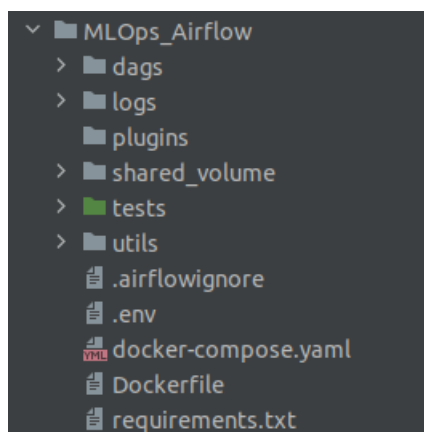 MLOps_Airflow
dags
logs
plugins
shared_volume
tests
utils
.airflowignore
.env
YML docker-compose.yaml
Dockerfile
requirements.txt